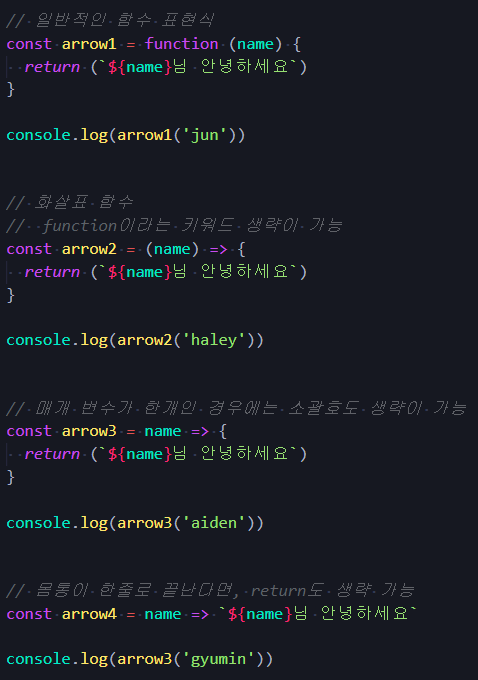 // 일반적인 함수 표현식
const arrow1 = function (name) {
  return (`${name}님 안녕하세요`)
}
console.log(arrow1('jun'))
// 화살표 함수
//  function이라는 키워드 생략이 가능
const arrow2 = (name) => {
  return (`${name}님 안녕하세요`)
}
console.log(arrow2('haley'))
// 매개 변수가 한개인 경우에는 소괄호도 생략이 가능
const arrow3 = name => {
  return (`${name}님 안녕하세요`)
}
console.log(arrow3('aiden'))
// 몸통이 한줄로 끝난다면, return도 생략 가능
const arrow4 = name => `${name}님 안녕하세요`
console.log(arrow3('gyumin'))